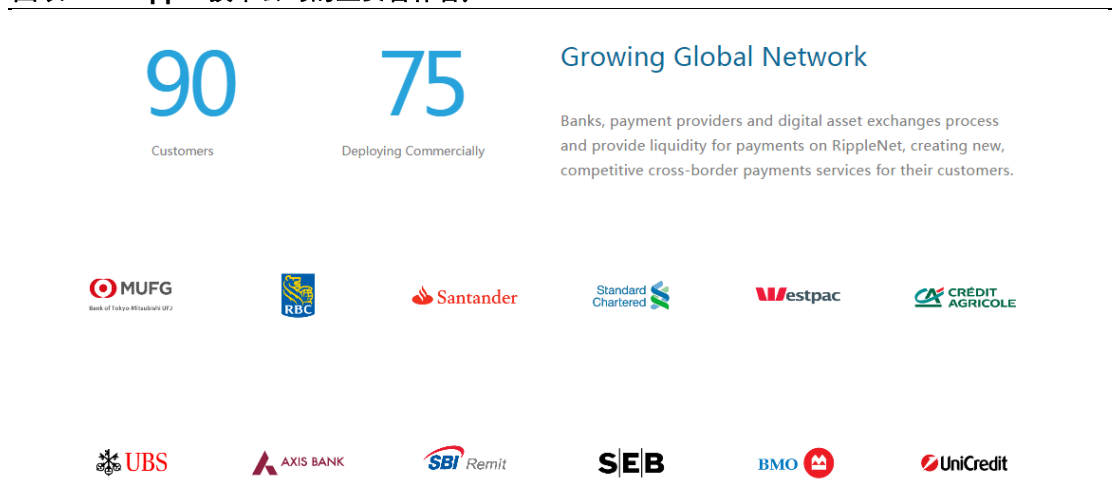 90
75
Growing Global Network
Customers
Deploying Commercially
Banks, payment providers and digital asset exchanges process
and provide liquidity for payments on RippleNet, creating new,
competitive cross-border payments services for their customers.
MUFG
Bank of Tokyo-Mitsubishi UFJ
RBC
Santander
Standard
Chartered
Westpac
CRÉDIT
AGRICOLE
UBS
AXIS BANK
SBI Remit
SEB
BMO
UniCredit